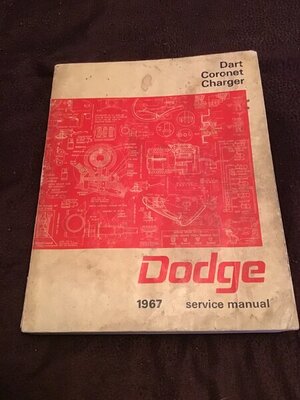 Dart
Coronet
Charger
Dodge
1967 service manual